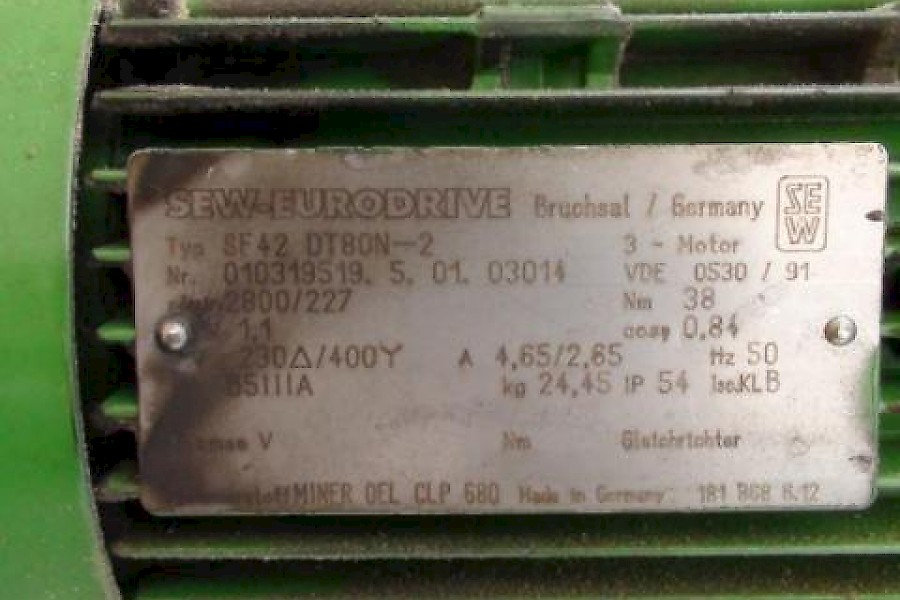 SEW-EURODRIVE Bruchsal / Germany SEW
Typ SF42 DT80N-2 3 ~ Motor
Nr. 010319519. 5. 01. 03014 VDE 0530 / 91
2800/227 Nm 38
1,1 cosφ 0,84
230△/400Y A 4,65/2,65 Hz 50
B5IIIA kg 24,45 IP 54 Iso.KL B
V Nm Gleichrichter
MINER OEL CLP 680 Made in Germany 181 868 6.12